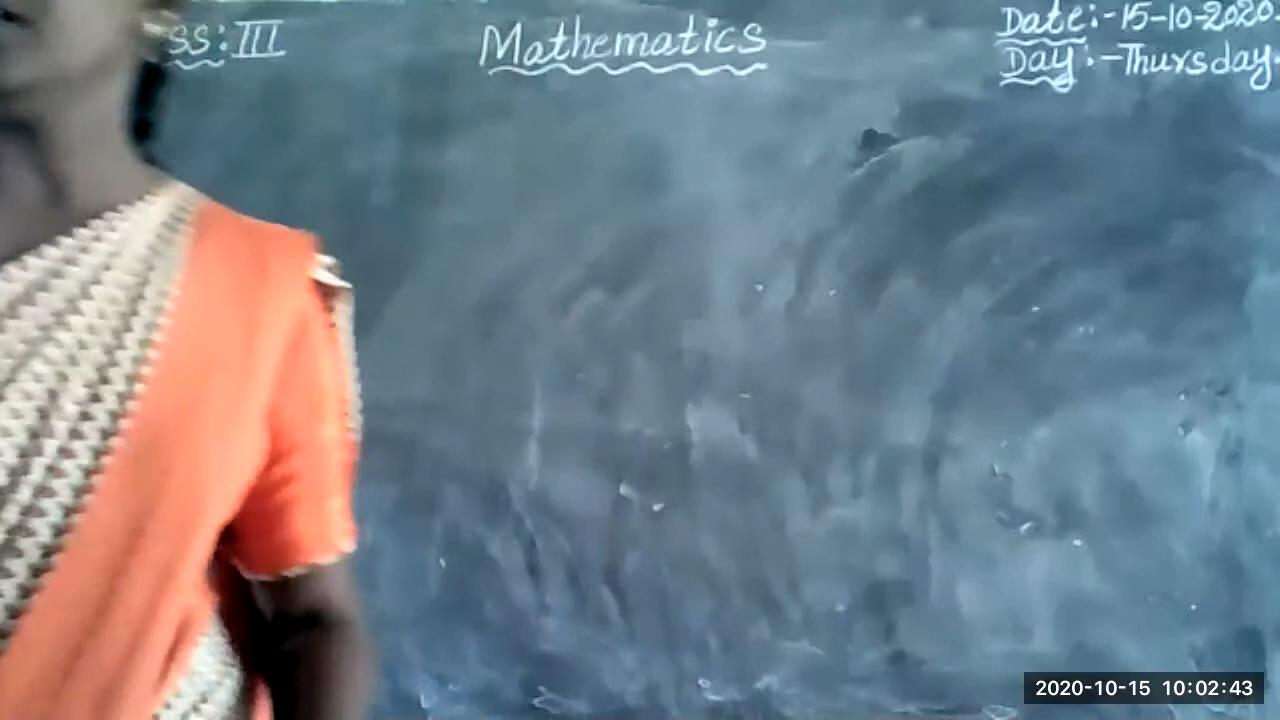 SS: III
Mathematics
Date:-15-10-2020.
Day:-Thursday.
2020-10-15 10:02:43